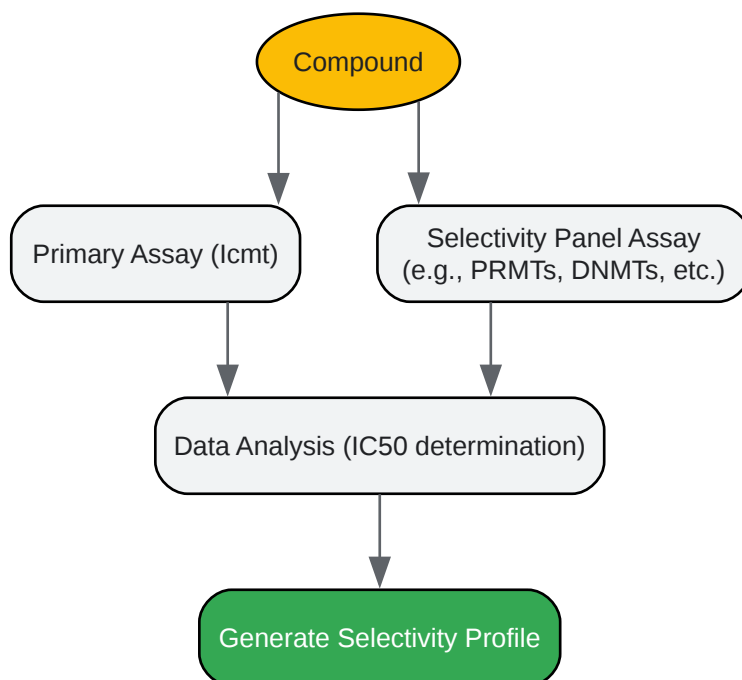 Compound
Primary Assay (Icmt)
Selectivity Panel Assay
(e.g., PRMTs, DNMTs, etc.)
Data Analysis (IC50 determination)
Generate Selectivity Profile